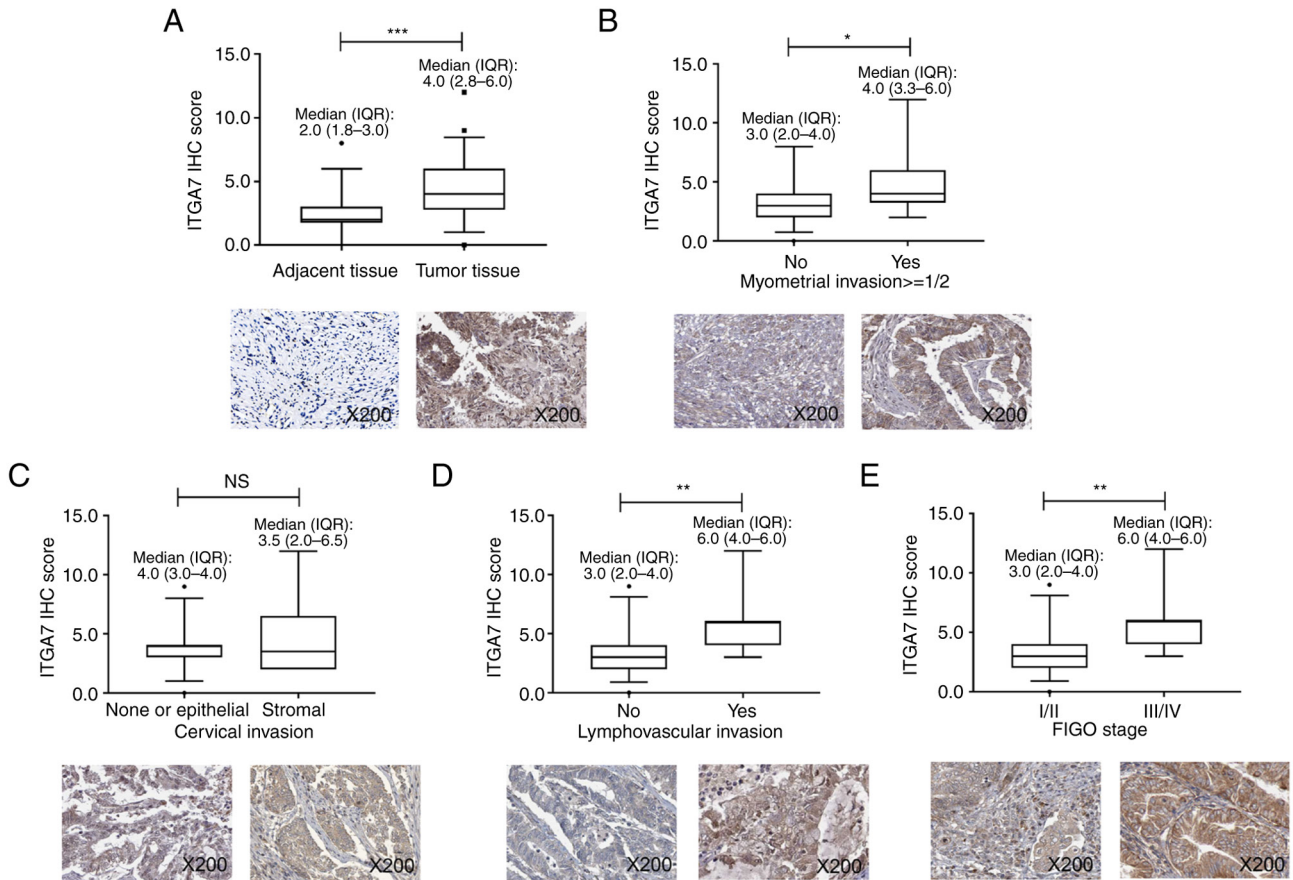 A
***
15.0
10.0
5.0
0.0
ITGA7 IHC score
Median (IQR):
2.0 (1.8–3.0)
Median (IQR):
4.0 (2.8–6.0)
Adjacent tissue
Tumor tissue
X200
X200
B
*
15.0
10.0
5.0
0.0
ITGA7 IHC score
Median (IQR):
3.0 (2.0–4.0)
Median (IQR):
4.0 (3.3–6.0)
No
Yes
Myometrial invasion>=1/2
X200
X200
C
NS
15.0
10.0
5.0
0.0
ITGA7 IHC score
Median (IQR):
4.0 (3.0–4.0)
Median (IQR):
3.5 (2.0–6.5)
None or epithelial
Stromal
Cervical invasion
X200
X200
D
**
15.0
10.0
5.0
0.0
ITGA7 IHC score
Median (IQR):
3.0 (2.0–4.0)
Median (IQR):
6.0 (4.0–6.0)
No
Yes
Lymphovascular invasion
X200
X200
E
**
15.0
10.0
5.0
0.0
ITGA7 IHC score
Median (IQR):
3.0 (2.0–4.0)
Median (IQR):
6.0 (4.0–6.0)
I/II
III/IV
FIGO stage
X200
X200